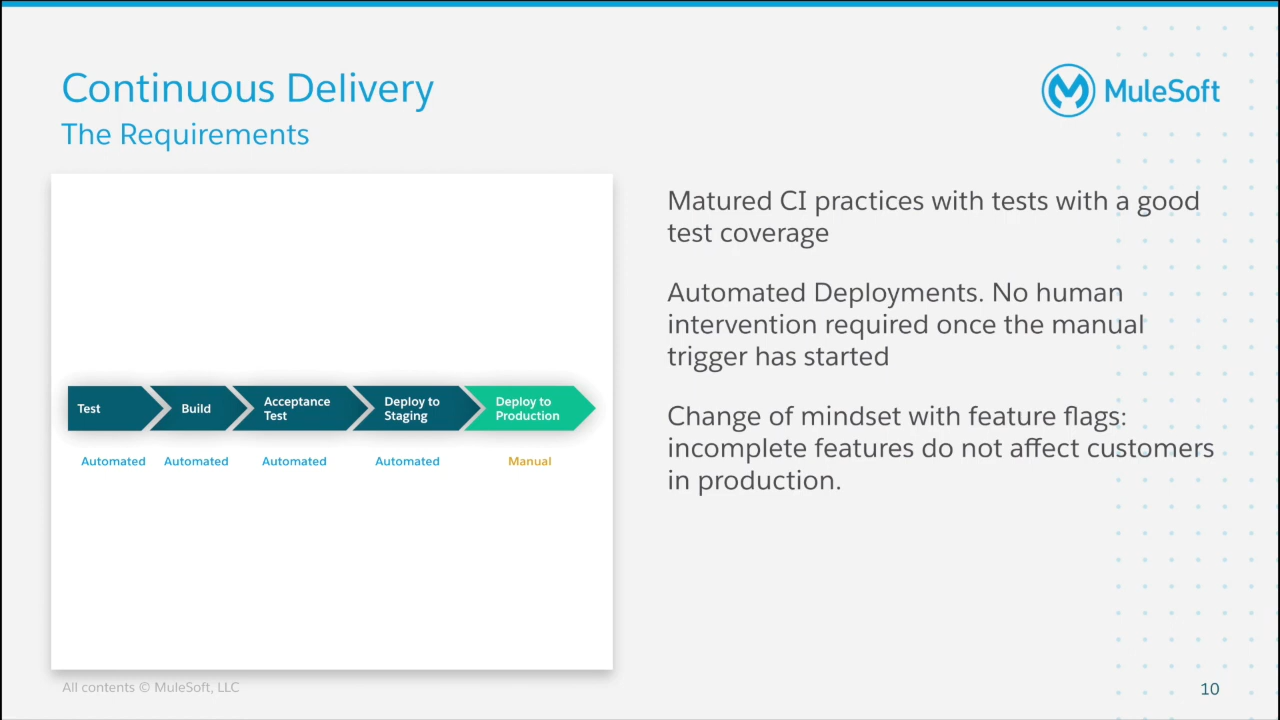 Continuous Delivery
The Requirements
MuleSoft
Test
Build
Acceptance
Test
Deploy to
Staging
Deploy to
Production
Automated
Automated
Automated
Automated
Manual
Matured CI practices with tests with a good
test coverage
Automated Deployments. No human
intervention required once the manual
trigger has started
Change of mindset with feature flags:
incomplete features do not affect customers
in production.
All contents © MuleSoft, LLC
10